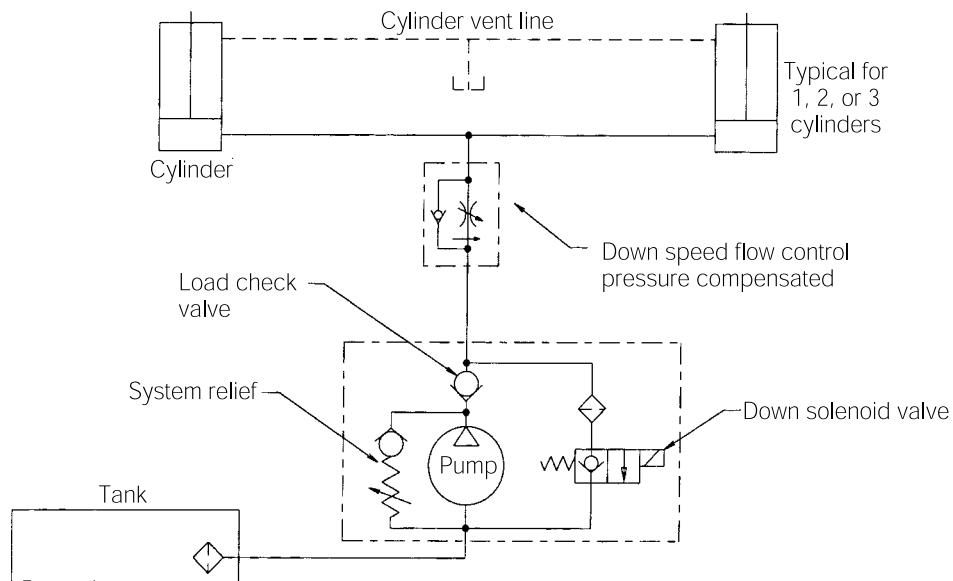 Cylinder vent line
Typical for
1, 2, or 3
cylinders
Cylinder
Down speed flow control
pressure compensated
Load check
valve
System relief
Down solenoid valve
Pump
Tank